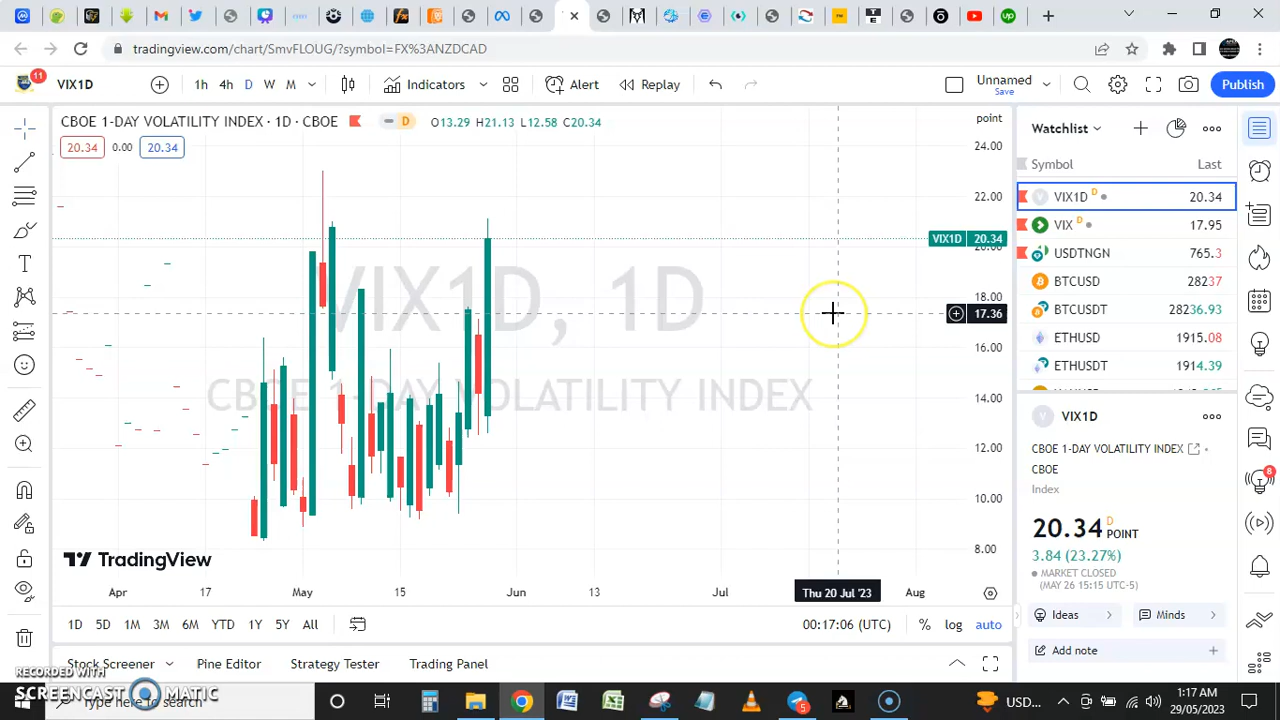 tradingview.com/chart/SmvFLOUG/?symbol=FX%3ANZDCAD
11
VIX1D
1h 4h D W M
Indicators
Alert
Replay
Unnamed
Save
Publish
CBOE 1-DAY VOLATILITY INDEX · 1D · CBOE
D
O13.29 H21.13 L12.58 C20.34
20.34 0.00 20.34
VIX1D, 1D
CBOE 1-DAY VOLATILITY INDEX
point
24.00
22.00
VIX1D 20.34
20.00
18.00
17.36
16.00
14.00
12.00
10.00
8.00
TradingView
Apr 17 May 15 Jun 13 Jul Thu 20 Jul '23 Aug
1D 5D 1M 3M 6M YTD 1Y 5Y All
00:17:06 (UTC)
% log auto
Stock Screener Pine Editor Strategy Tester Trading Panel
Watchlist
Symbol Last
VIX1D D 20.34
VIX D 17.95
USDTNGN 765.3
BTCUSD 28237
BTCUSDT 28236.93
ETHUSD 1915.08
ETHUSDT 1914.39
VIX1D
CBOE 1-DAY VOLATILITY INDEX
CBOE
Index
20.34 D POINT
3.84 (23.27%)
MARKET CLOSED
(MAY 26 15:15 UTC-5)
Ideas
Minds
Add note
8
RECORDED WITH
SCREENCAST MATIC
Type here to search
5
USD...
1:17 AM
29/05/2023